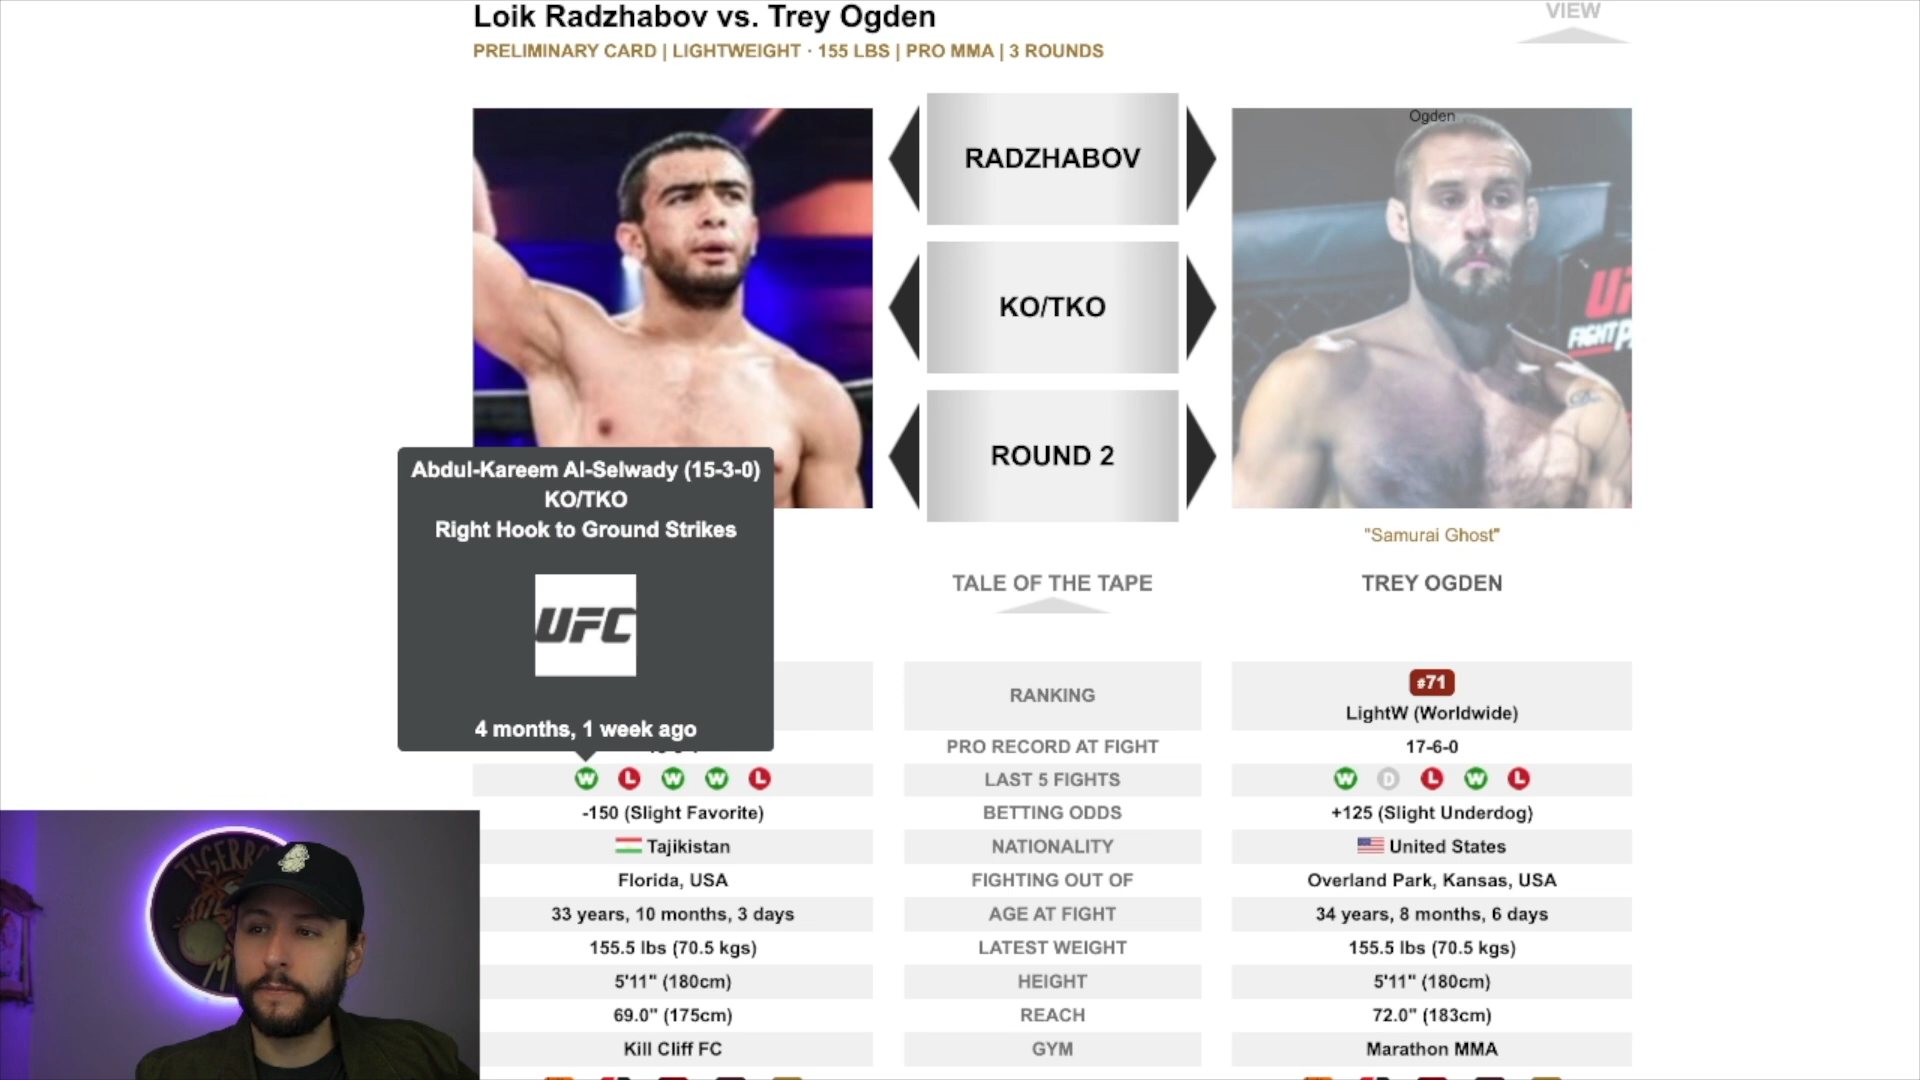 Loik Radzhabov vs. Trey Ogden
VIEW
PRELIMINARY CARD | LIGHTWEIGHT · 155 LBS | PRO MMA | 3 ROUNDS
RADZHABOV
KO/TKO
ROUND 2
Ogden
UF
FIGHT P
Abdul-Kareem Al-Selwady (15-3-0)
KO/TKO
Right Hook to Ground Strikes
UFC
4 months, 1 week ago
"Samurai Ghost"
TALE OF THE TAPE
TREY OGDEN
RANKING
#71
LightW (Worldwide)
PRO RECORD AT FIGHT
17-6-0
W L W W L
LAST 5 FIGHTS
W D L W L
-150 (Slight Favorite)
BETTING ODDS
+125 (Slight Underdog)
Tajikistan
NATIONALITY
United States
Florida, USA
FIGHTING OUT OF
Overland Park, Kansas, USA
33 years, 10 months, 3 days
AGE AT FIGHT
34 years, 8 months, 6 days
155.5 lbs (70.5 kgs)
LATEST WEIGHT
155.5 lbs (70.5 kgs)
5'11" (180cm)
HEIGHT
5'11" (180cm)
69.0" (175cm)
REACH
72.0" (183cm)
Kill Cliff FC
GYM
Marathon MMA